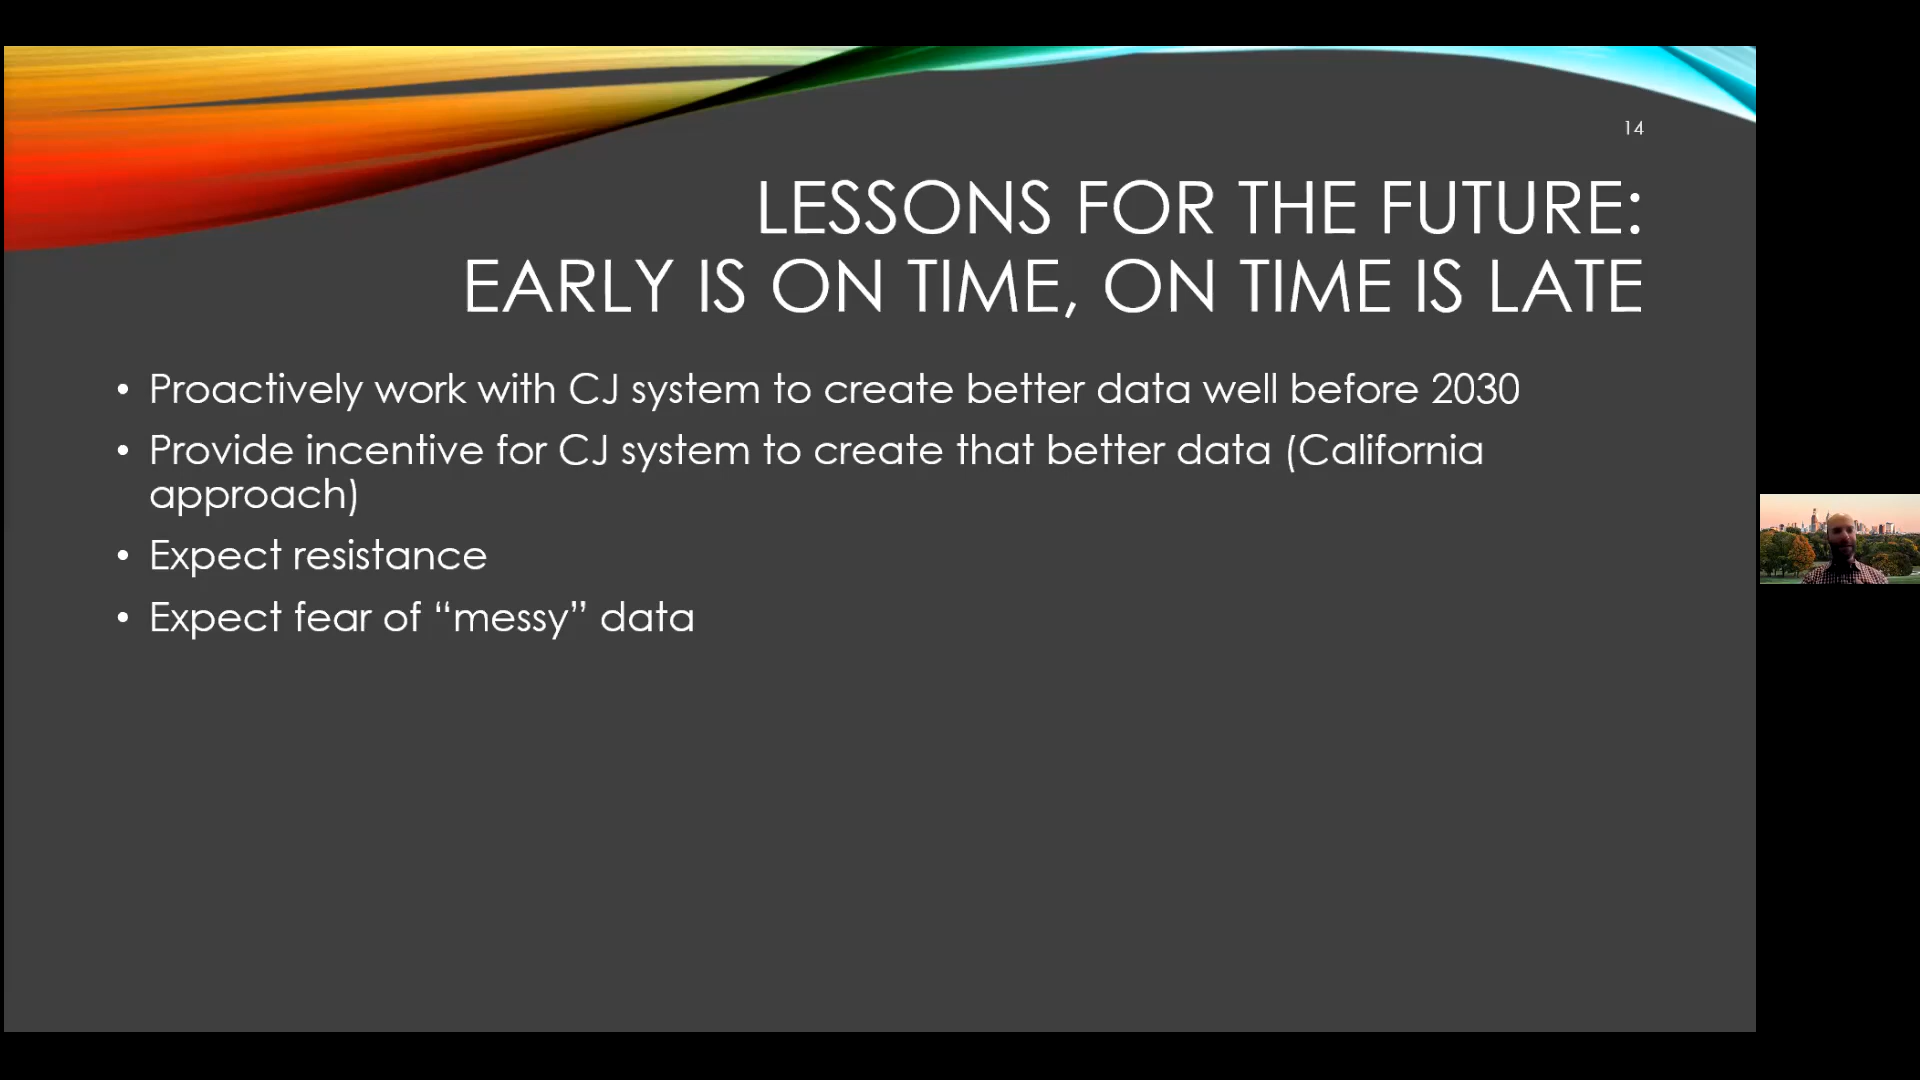 14
LESSONS FOR THE FUTURE:
EARLY IS ON TIME, ON TIME IS LATE
• Proactively work with CJ system to create better data well before 2030
• Provide incentive for CJ system to create that better data (California
approach)
• Expect resistance
• Expect fear of “messy” data